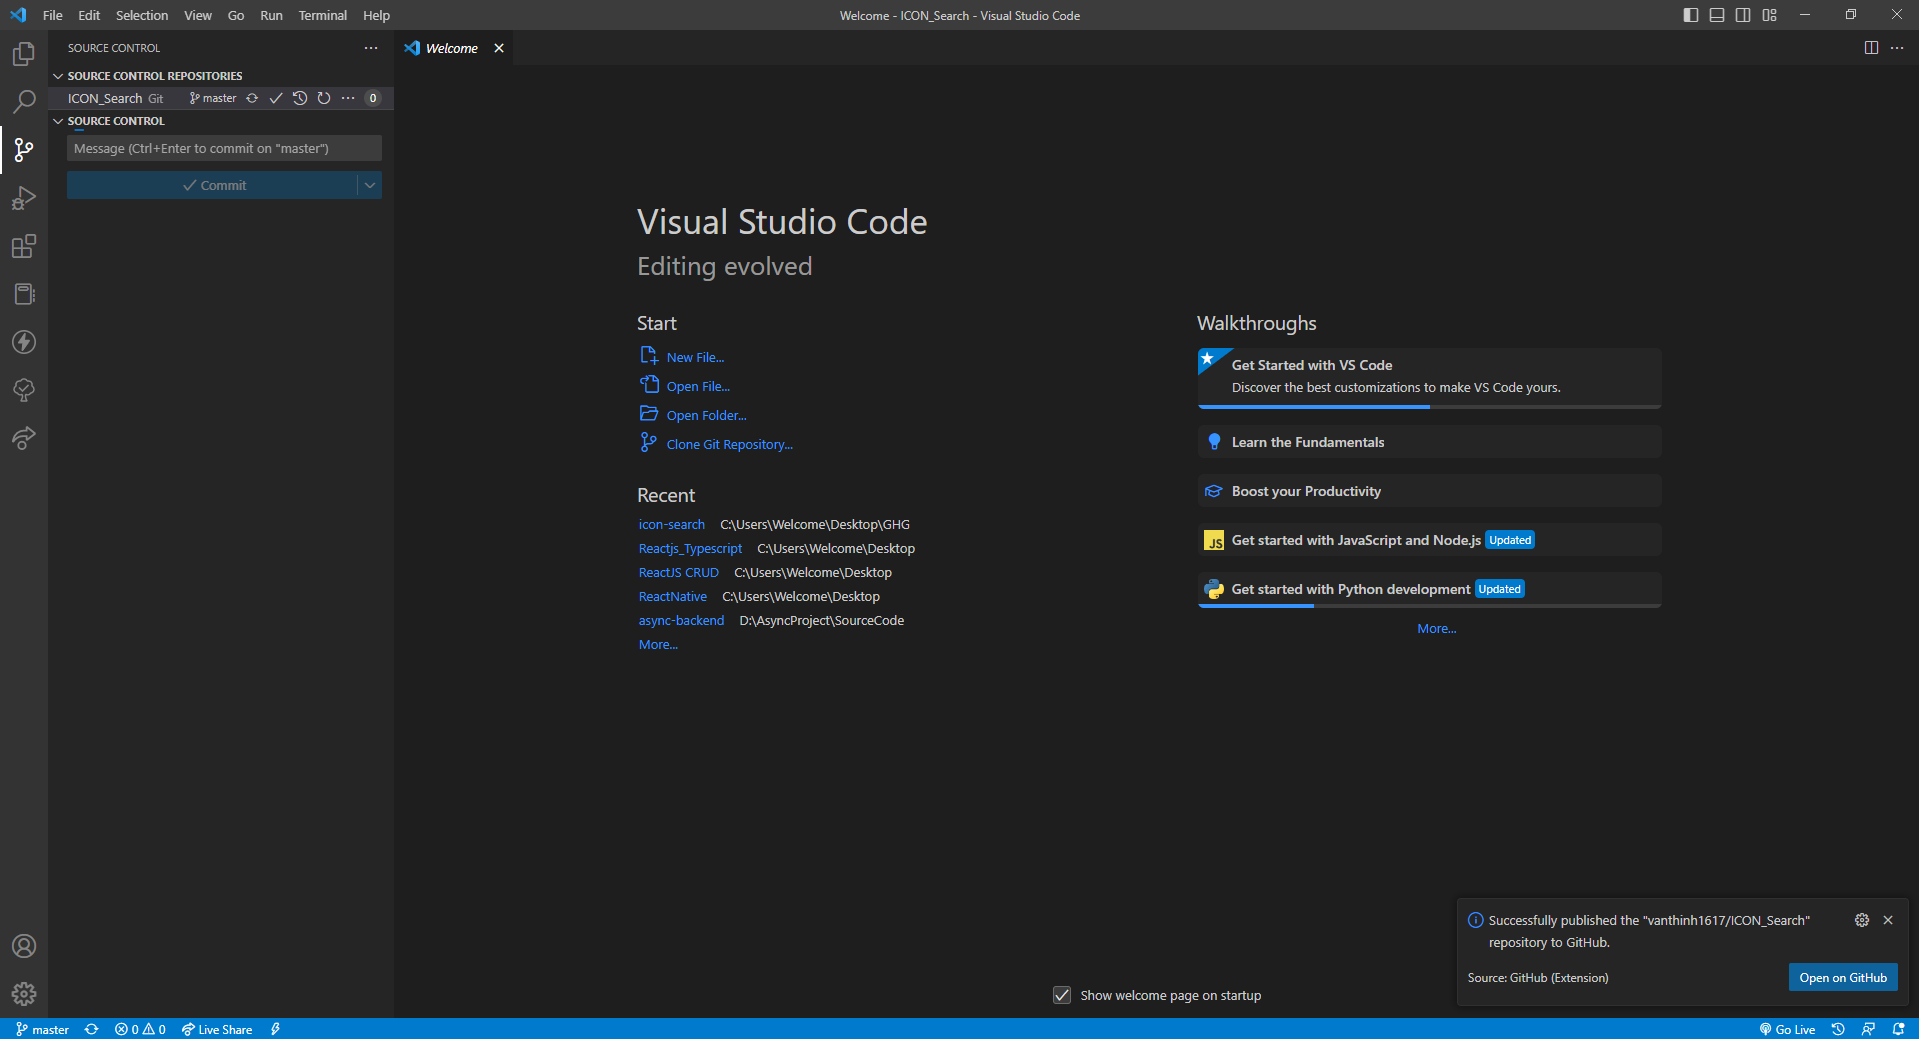 File Edit Selection View Go Run Terminal Help
Welcome - ICON_Search - Visual Studio Code
SOURCE CONTROL
SOURCE CONTROL REPOSITORIES
ICON_Search Git master 0
SOURCE CONTROL
Message (Ctrl+Enter to commit on "master")
Commit
Welcome
Visual Studio Code
Editing evolved
Start
New File...
Open File...
Open Folder...
Clone Git Repository...
Recent
icon-search C:\Users\Welcome\Desktop\GHG
Reactjs_Typescript C:\Users\Welcome\Desktop
ReactJS CRUD C:\Users\Welcome\Desktop
ReactNative C:\Users\Welcome\Desktop
async-backend D:\AsyncProject\SourceCode
More...
Walkthroughs
Get Started with VS Code
Discover the best customizations to make VS Code yours.
Learn the Fundamentals
Boost your Productivity
JS Get started with JavaScript and Node.js Updated
Get started with Python development Updated
More...
Show welcome page on startup
Successfully published the "vanthinh1617/ICON_Search"
repository to GitHub.
Source: GitHub (Extension)
Open on GitHub
master 0 0 Live Share
Go Live